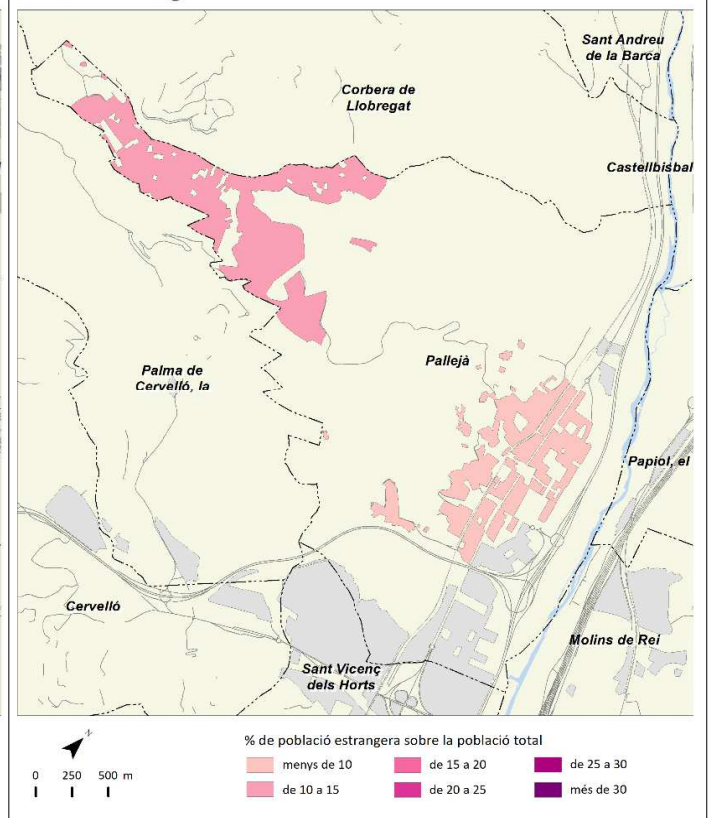 Sant Andreu
de la Barca
Corbera de
Llobregat
Castellbisbal
Pallejà
Palma de
Cervelló, la
Papiol, el
Cervelló
Molins de Rei
Sant Vicenç
dels Horts
N
% de població estrangera sobre la població total
0 250 500 m
menys de 10 de 15 a 20 de 25 a 30
de 10 a 15 de 20 a 25 més de 30